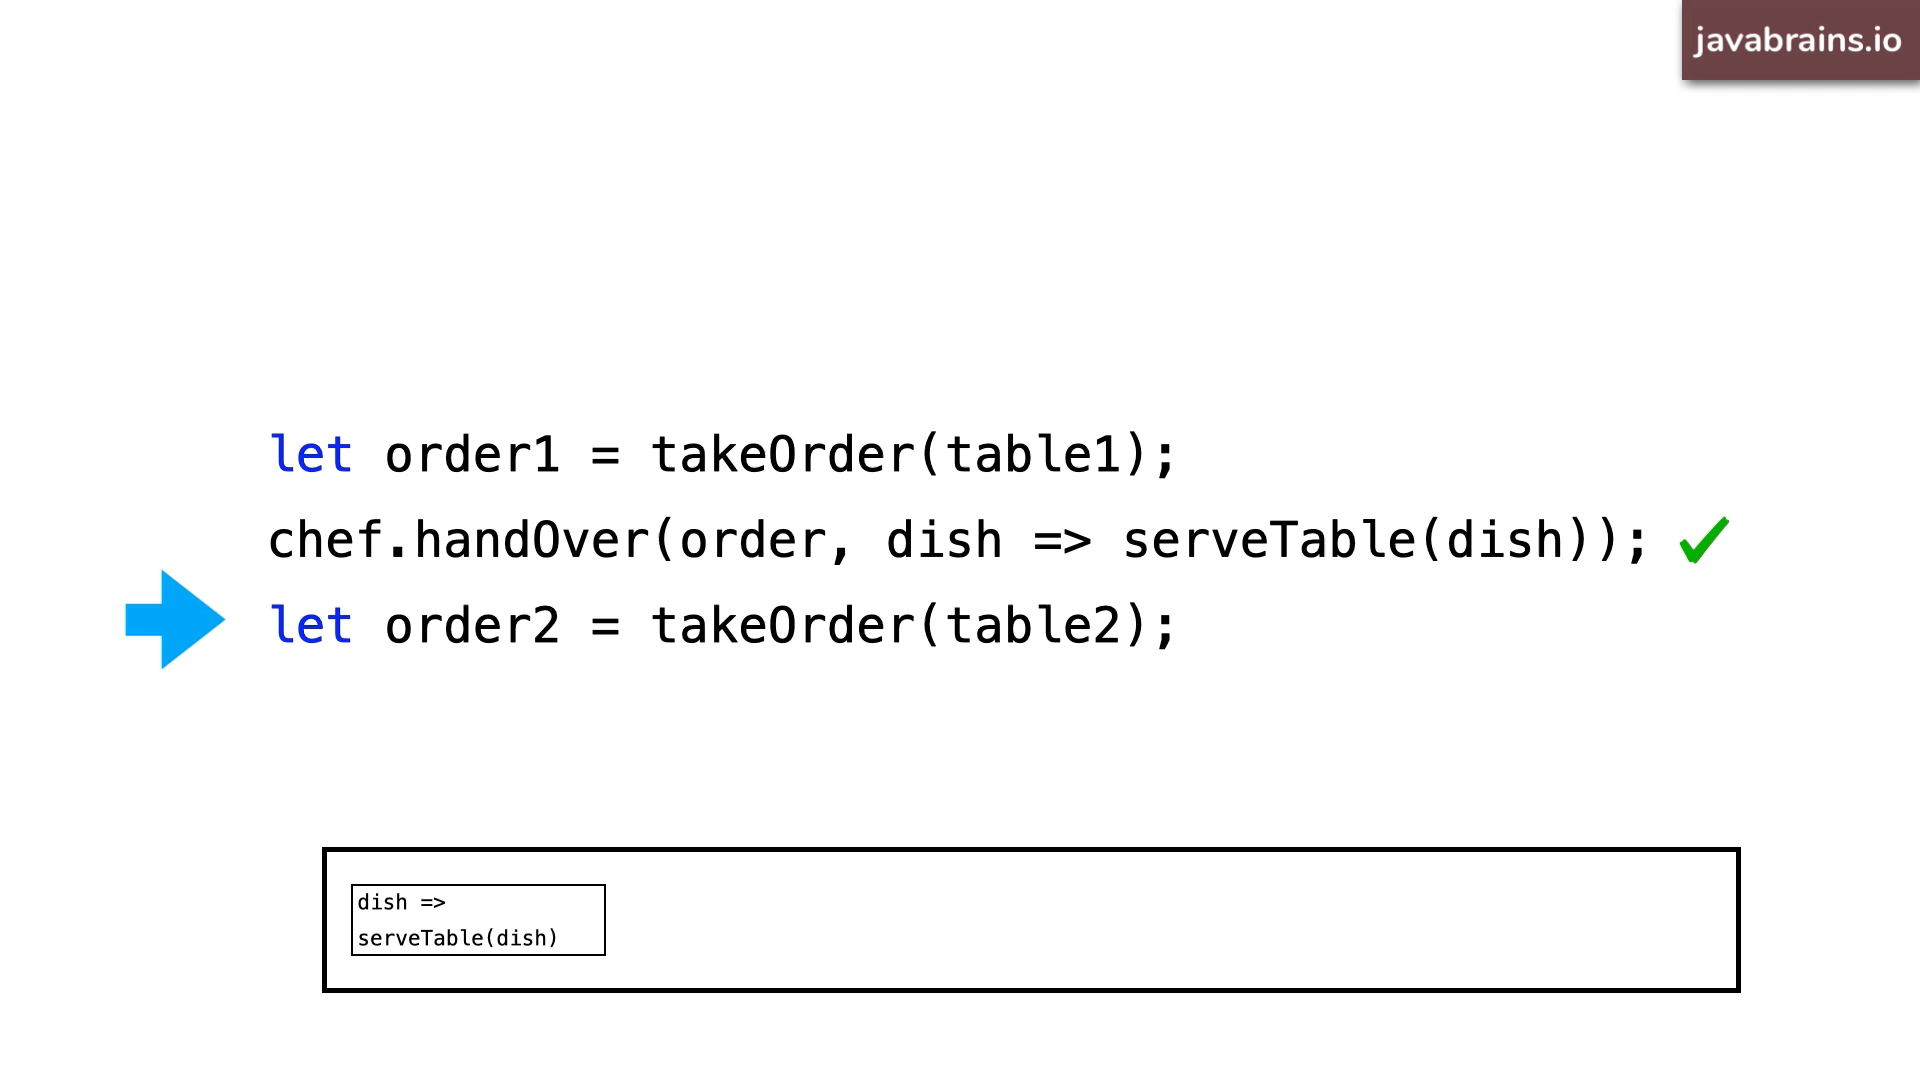 javabrains.io
let order1 = takeOrder(table1);
chef.handOver(order, dish => serveTable(dish));
let order2 = takeOrder(table2);
dish =>
serveTable(dish)